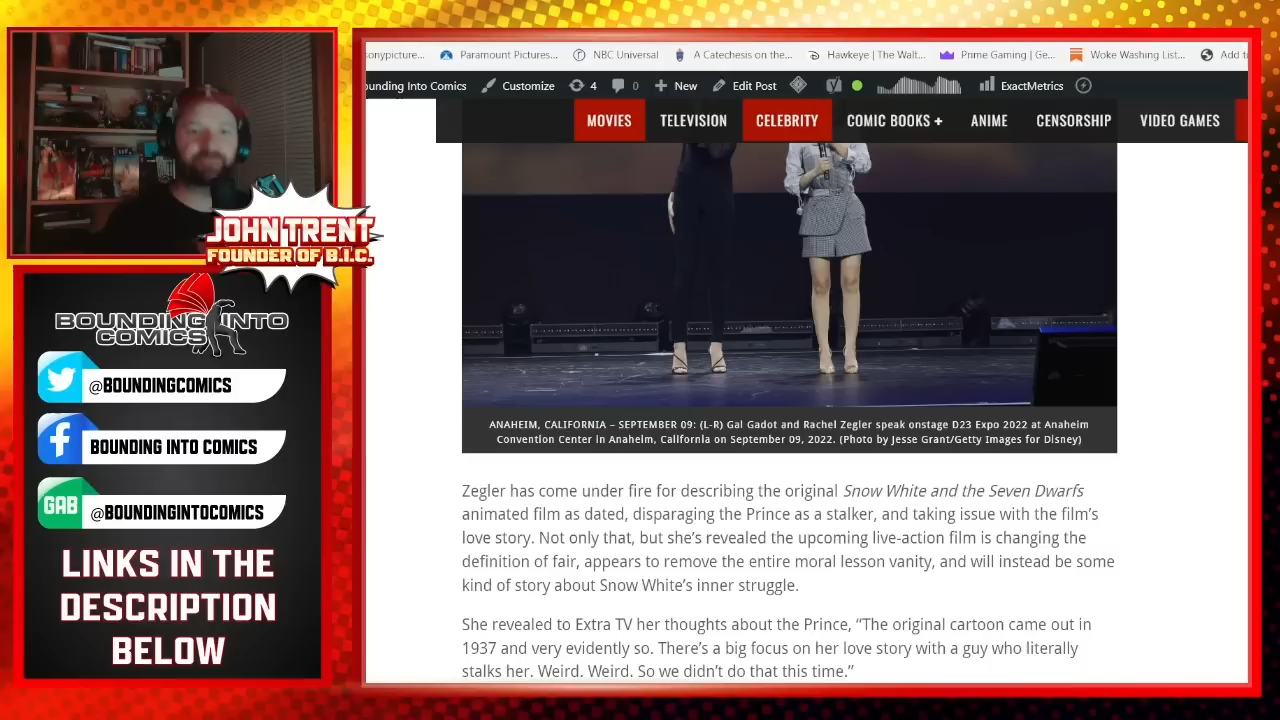 sonypicture...
Paramount Pictures...
NBC Universal
A Catechesis on the...
Hawkeye | The Walt...
Prime Gaming | Ge...
Woke Washing List...
Add t
ounding Into Comics
Customize
4
0
New
Edit Post
ExactMetrics
MOVIES
TELEVISION
CELEBRITY
COMIC BOOKS +
ANIME
CENSORSHIP
VIDEO GAMES
JOHN TRENT
FOUNDER OF B.I.C.
BOUNDING INTO
COMICS
@BOUNDINGCOMICS
BOUNDING INTO COMICS
GAB
@BOUNDINGINTOCOMICS
LINKS IN THE
DESCRIPTION
BELOW
ANAHEIM, CALIFORNIA – SEPTEMBER 09: (L-R) Gal Gadot and Rachel Zegler speak onstage D23 Expo 2022 at Anaheim
Convention Center in Anaheim, California on September 09, 2022. (Photo by Jesse Grant/Getty Images for Disney)
Zegler has come under fire for describing the original Snow White and the Seven Dwarfs
animated film as dated, disparaging the Prince as a stalker, and taking issue with the film’s
love story. Not only that, but she’s revealed the upcoming live-action film is changing the
definition of fair, appears to remove the entire moral lesson vanity, and will instead be some
kind of story about Snow White’s inner struggle.
She revealed to Extra TV her thoughts about the Prince, “The original cartoon came out in
1937 and very evidently so. There’s a big focus on her love story with a guy who literally
stalks her. Weird. Weird. So we didn’t do that this time.”